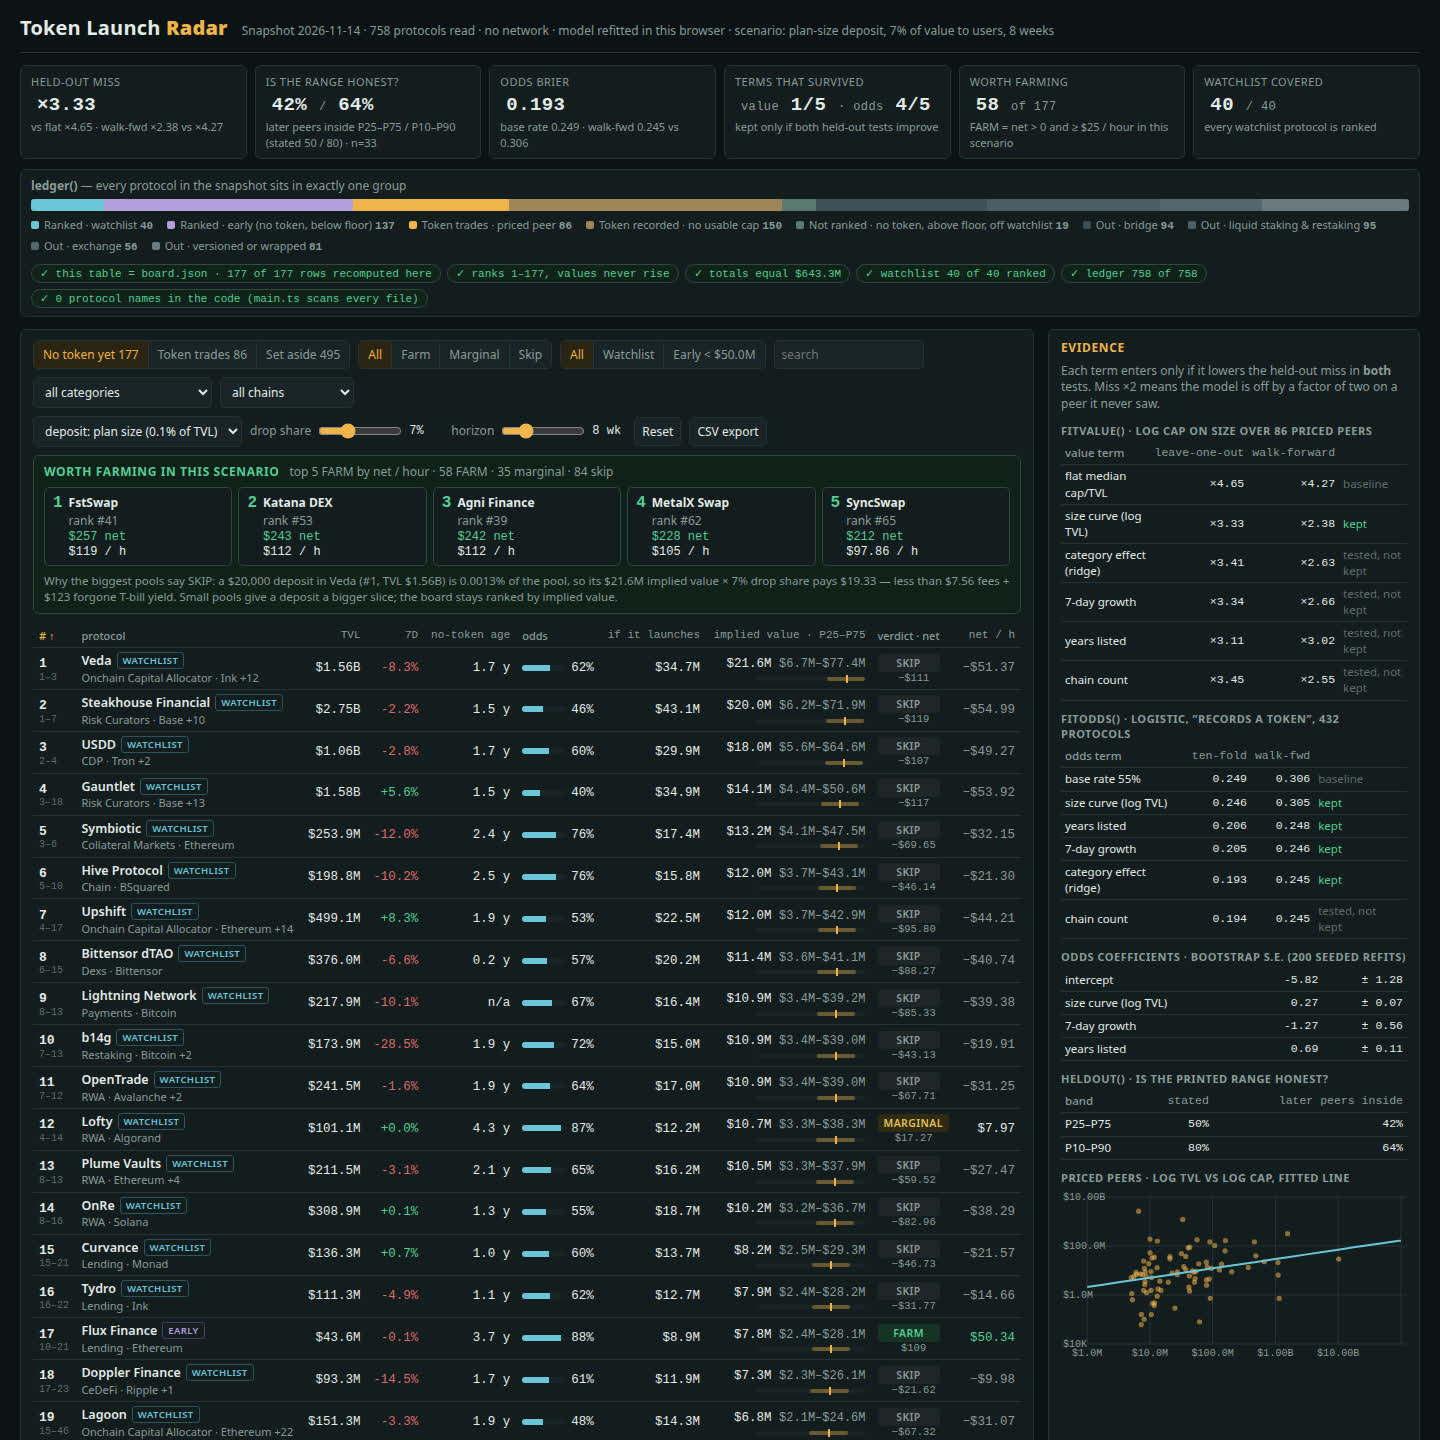 Token Launch Radar
Snapshot 2026-11-14 · 758 protocols read · no network · model refitted in this browser · scenario: plan-size deposit, 7% of value to users, 8 weeks
HELD-OUT MISS
×3.33
vs flat ×4.65 · walk-fwd ×2.38 vs ×4.27
IS THE RANGE HONEST?
42% / 64%
later peers inside P25–P75 / P10–P90
(stated 50 / 80) · n=33
ODDS BRIER
0.193
base rate 0.249 · walk-fwd 0.245 vs
0.306
TERMS THAT SURVIVED
value 1/5 · odds 4/5
kept only if both held-out tests improve
WORTH FARMING
58 of 177
FARM = net > 0 and ≥ $25 / hour in this
scenario
WATCHLIST COVERED
40 / 40
every watchlist protocol is ranked
ledger() — every protocol in the snapshot sits in exactly one group
Ranked · watchlist 40
Ranked · early (no token, below floor) 137
Token trades · priced peer 86
Token recorded · no usable cap 150
Not ranked · no token, above floor, off watchlist 19
Out · bridge 94
Out · liquid staking & restaking 95
Out · exchange 56
Out · versioned or wrapped 81
✓ this table = board.json · 177 of 177 rows recomputed here
✓ ranks 1–177, values never rise
✓ totals equal $643.3M
✓ watchlist 40 of 40 ranked
✓ ledger 758 of 758
✓ 0 protocol names in the code (main.ts scans every file)
No token yet 177
Token trades 86
Set aside 495
All
Farm
Marginal
Skip
All
Watchlist
Early < $50.0M
search
all categories
all chains
deposit: plan size (0.1% of TVL)
drop share
7%
horizon
8 wk
Reset
CSV export
WORTH FARMING IN THIS SCENARIO top 5 FARM by net / hour · 58 FARM · 35 marginal · 84 skip
1 FstSwap
rank #41
$257 net
$119 / h
2 Katana DEX
rank #53
$243 net
$112 / h
3 Agni Finance
rank #39
$242 net
$112 / h
4 MetalX Swap
rank #62
$228 net
$105 / h
5 SyncSwap
rank #65
$212 net
$97.86 / h
Why the biggest pools say SKIP: a $20,000 deposit in Veda (#1, TVL $1.56B) is 0.0013% of the pool, so its $21.6M implied value × 7% drop share pays $19.33 — less than $7.56 fees +
$123 forgone T-bill yield. Small pools give a deposit a bigger slice; the board stays ranked by implied value.
# ↑ protocol TVL 7D no-token age odds if it launches implied value · P25–P75 verdict · net net / h
1 Veda WATCHLIST $1.56B -8.3% 1.7 y 62% $34.7M $21.6M $6.7M–$77.4M SKIP −$51.37
1–3 Onchain Capital Allocator · Ink +12 −$111
2 Steakhouse Financial WATCHLIST $2.75B -2.2% 1.5 y 46% $43.1M $20.0M $6.2M–$71.9M SKIP −$54.99
1–7 Risk Curators · Base +10 −$119
3 USDD WATCHLIST $1.06B -2.8% 1.7 y 60% $29.9M $18.0M $5.6M–$64.6M SKIP −$49.27
2–4 CDP · Tron +2 −$107
4 Gauntlet WATCHLIST $1.58B +5.6% 1.5 y 40% $34.9M $14.1M $4.4M–$50.6M SKIP −$53.92
3–18 Risk Curators · Base +13 −$117
5 Symbiotic WATCHLIST $253.9M -12.0% 2.4 y 76% $17.4M $13.2M $4.1M–$47.5M SKIP −$32.15
3–6 Collateral Markets · Ethereum −$69.65
6 Hive Protocol WATCHLIST $198.8M -10.2% 2.5 y 76% $15.8M $12.0M $3.7M–$43.1M SKIP −$21.30
5–10 Chain · BSquared −$46.14
7 Upshift WATCHLIST $499.1M +8.3% 1.9 y 53% $22.5M $12.0M $3.7M–$42.9M SKIP −$44.21
4–17 Onchain Capital Allocator · Ethereum +14 −$95.80
8 Bittensor dTAO WATCHLIST $376.0M -6.6% 0.2 y 57% $20.2M $11.4M $3.6M–$41.1M SKIP −$40.74
6–15 Dexs · Bittensor −$88.27
9 Lightning Network WATCHLIST $217.9M -10.1% n/a 67% $16.4M $10.9M $3.4M–$39.2M SKIP −$39.38
8–13 Payments · Bitcoin −$85.33
10 b14g WATCHLIST $173.9M -28.5% 1.9 y 72% $15.0M $10.9M $3.4M–$39.0M SKIP −$19.91
7–13 Restaking · Bitcoin +2 −$43.13
11 OpenTrade WATCHLIST $241.5M -1.6% 1.9 y 64% $17.0M $10.9M $3.4M–$39.0M SKIP −$31.25
7–12 RWA · Avalanche +2 −$67.71
12 Lofty WATCHLIST $101.1M +0.0% 4.3 y 87% $12.2M $10.7M $3.3M–$38.3M MARGINAL $7.97
4–14 RWA · Algorand $17.27
13 Plume Vaults WATCHLIST $211.5M -3.1% 2.1 y 65% $16.2M $10.5M $3.3M–$37.9M SKIP −$27.47
8–13 RWA · Ethereum +4 −$59.52
14 OnRe WATCHLIST $308.9M +0.1% 1.3 y 55% $18.7M $10.2M $3.2M–$36.7M SKIP −$38.29
8–16 RWA · Solana −$82.96
15 Curvance WATCHLIST $136.3M +0.7% 1.0 y 60% $13.7M $8.2M $2.5M–$29.3M SKIP −$21.57
15–21 Lending · Monad −$46.73
16 Tydro WATCHLIST $111.3M -4.9% 1.1 y 62% $12.7M $7.9M $2.4M–$28.2M SKIP −$14.66
16–22 Lending · Ink −$31.77
17 Flux Finance EARLY $43.6M -0.1% 3.7 y 88% $8.9M $7.8M $2.4M–$28.1M FARM $50.34
10–21 Lending · Ethereum $109
18 Doppler Finance WATCHLIST $93.3M -14.5% 1.7 y 61% $11.9M $7.3M $2.3M–$26.1M SKIP −$9.98
17–23 CeDeFi · Ripple +1 −$21.62
19 Lagoon WATCHLIST $151.3M -3.3% 1.9 y 48% $14.3M $6.8M $2.1M–$24.6M SKIP −$31.07
15–46 Onchain Capital Allocator · Ethereum +22 −$67.32
EVIDENCE
Each term enters only if it lowers the held-out miss in both
tests. Miss ×2 means the model is off by a factor of two on a
peer it never saw.
FITVALUE() · LOG CAP ON SIZE OVER 86 PRICED PEERS
value term leave-one-out walk-forward
flat median
cap/TVL ×4.65 ×4.27 baseline
size curve (log
TVL) ×3.33 ×2.38 kept
category effect
(ridge) ×3.41 ×2.63 tested, not
kept
7-day growth ×3.34 ×2.66 tested, not
kept
years listed ×3.11 ×3.02 tested, not
kept
chain count ×3.45 ×2.55 tested, not
kept
FITODDS() · LOGISTIC, "RECORDS A TOKEN", 432
PROTOCOLS
odds term ten-fold walk-fwd
base rate 55% 0.249 0.306 baseline
size curve (log TVL) 0.246 0.305 kept
years listed 0.206 0.248 kept
7-day growth 0.205 0.246 kept
category effect
(ridge) 0.193 0.245 kept
chain count 0.194 0.245 tested, not
kept
ODDS COEFFICIENTS · BOOTSTRAP S.E. (200 SEEDED REFITS)
intercept -5.82 ± 1.28
size curve (log TVL) 0.27 ± 0.07
7-day growth -1.27 ± 0.56
years listed 0.69 ± 0.11
HELDOUT() · IS THE PRINTED RANGE HONEST?
band stated later peers inside
P25–P75 50% 42%
P10–P90 80% 64%
PRICED PEERS · LOG TVL VS LOG CAP, FITTED LINE
$10.00B
$100.0M
$1.0M
$10K
$1.0M $10.0M $100.0M $1.00B $10.00B